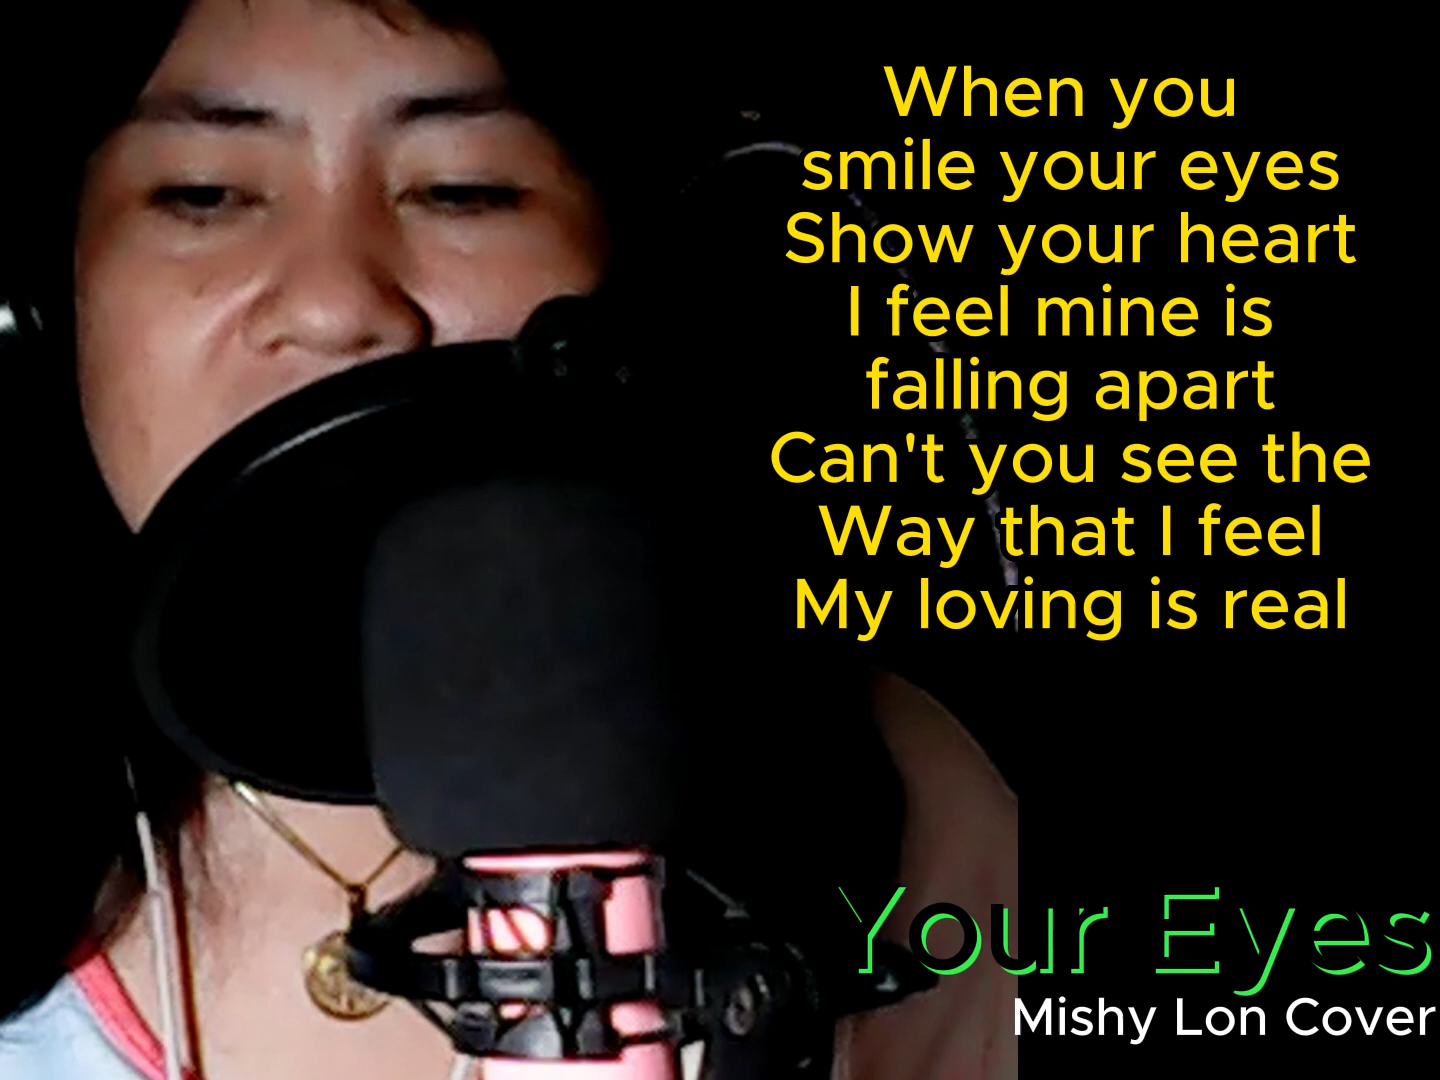 When you
smile your eyes
Show your heart
I feel mine is
falling apart
Can't you see the
Way that I feel
My loving is real
Your Eyes
Mishy Lon Cover